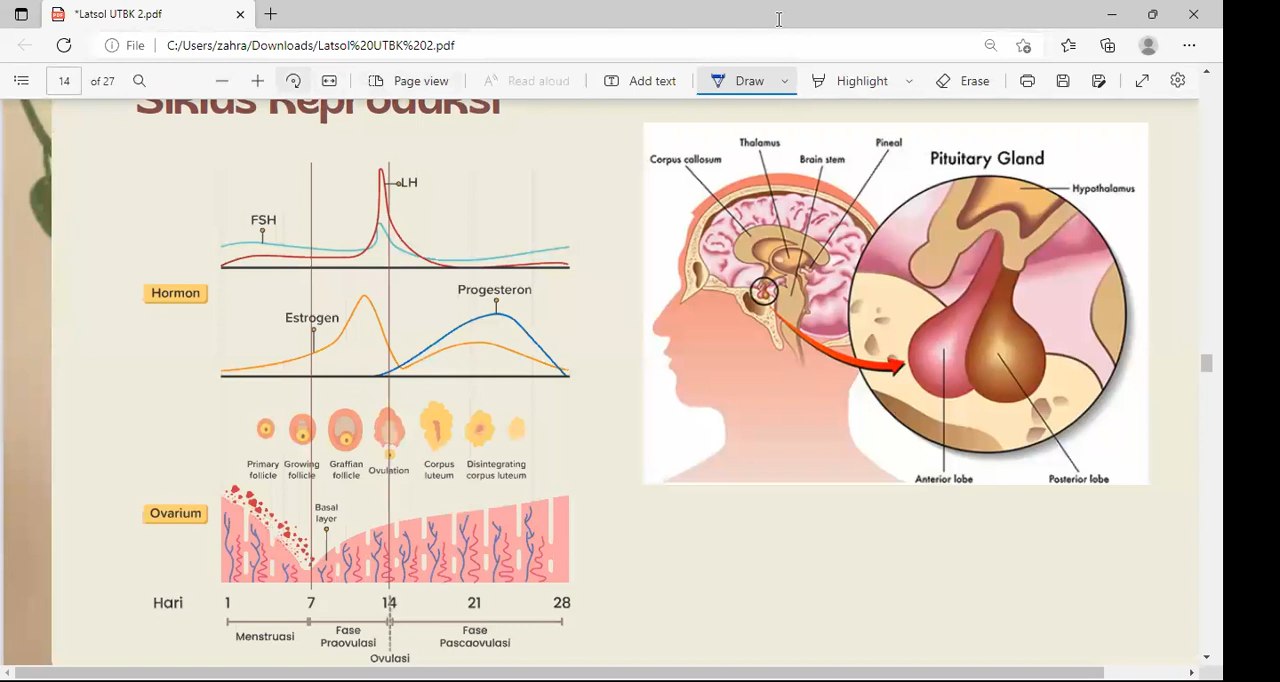 *Latsol UTBK 2.pdf
File
C:/Users/zahra/Downloads/Latsol%20UTBK%202.pdf
14 of 27
Page view
Read aloud
Add text
Draw
Highlight
Erase
Siklus Reproduksi
LH
FSH
Hormon
Progesteron
Estrogen
Primary follicle
Growing follicle
Graffian follicle
Ovulation
Corpus luteum
Disintegrating corpus luteum
Ovarium
Basal layer
Hari 1 7 14 21 28
Menstruasi
Fase Praovulasi
Fase Pascaovulasi
Ovulasi
Corpus collosum
Thalamus
Brain stem
Pineal
Pituitary Gland
Hypothalamus
Anterior lobe
Posterior lobe